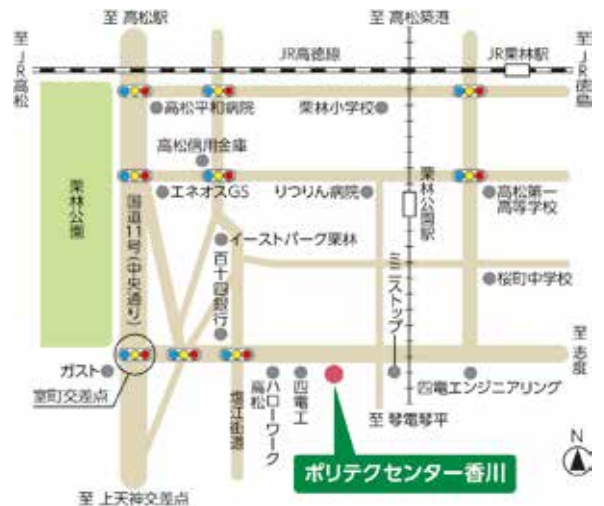 至 高松駅
至 高松築港
至JR高松
JR高徳線
JR栗林駅
至JR徳島
高松平和病院
栗林小学校
高松信用金庫
栗林公園
エネオスGS
りつりん病院
栗林公園駅
高松第一
高等学校
国道11号(中央通り)
イーストパーク栗林
百十四銀行
ミニストップ
桜町中学校
至 志度
ガスト
室町交差点
塩江街道
ハローワーク
高松
四電工
四電エンジニアリング
至 琴電琴平
ポリテクセンター香川
N
至 上天神交差点